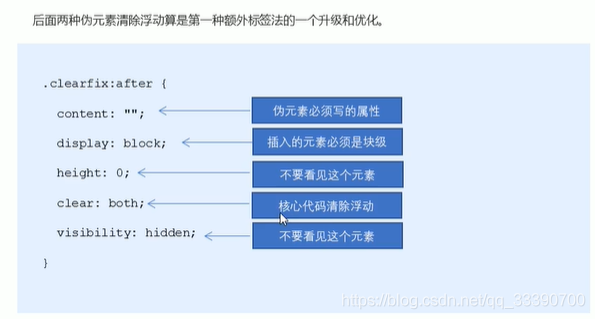 后面两种伪元素清除浮动算是第一种额外标签法的一个升级和优化。
.clearfix:after {
content: ""; 伪元素必须写的属性
display: block; 插入的元素必须是块级
height: 0; 不要看见这个元素
clear: both; 核心代码清除浮动
visibility: hidden; 不要看见这个元素
}
https://blog.csdn.net/qq_33390700